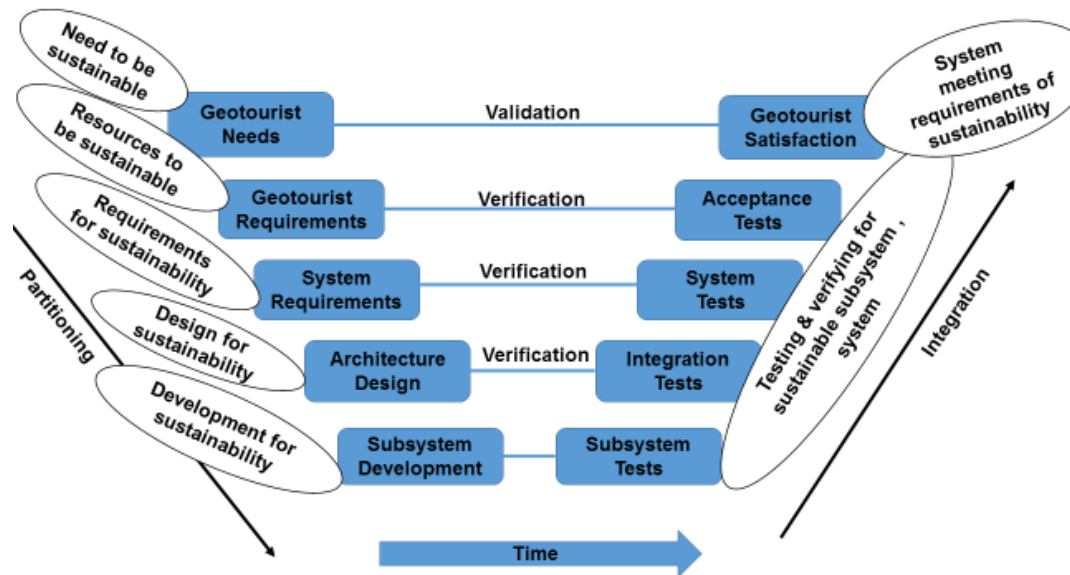 Need to be
sustainable
Geotourist
Needs
Validation
Geotourist
Satisfaction
System
meeting
requirements of
sustainability
Resources to
be sustainable
Geotourist
Requirements
Verification
Acceptance
Tests
Requirements
for sustainability
System
Requirements
Verification
System
Tests
Testing & verifying for
sustainable subsystem ,
system
Partitioning
Integration
Design for
sustainability
Architecture
Design
Verification
Integration
Tests
Development for
sustainability
Subsystem
Development
Subsystem
Tests
Time